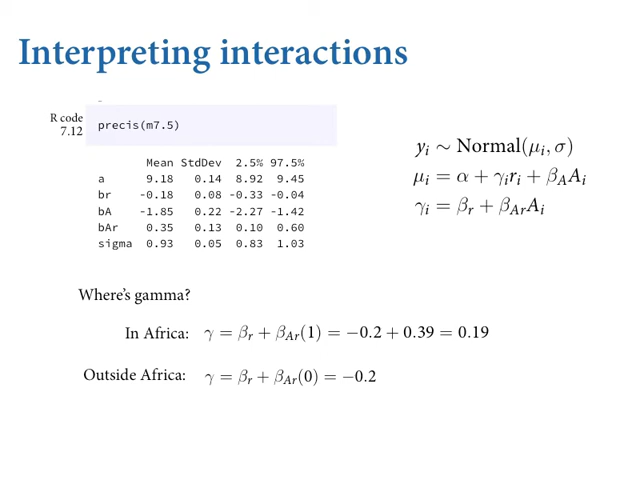 Interpreting interactions
R code
7.12
precis(m7.5)
Mean StdDev 2.5% 97.5%
a 9.18 0.14 8.92 9.45
br -0.18 0.08 -0.33 -0.04
bA -1.85 0.22 -2.27 -1.42
bAr 0.35 0.13 0.10 0.60
sigma 0.93 0.05 0.83 1.03
yᵢ ∼ Normal(μᵢ, σ)
μᵢ = α + γᵢrᵢ + β_A Aᵢ
γᵢ = βᵣ + β_Ar Aᵢ
Where's gamma?
In Africa: γ = βᵣ + β_Ar(1) = −0.2 + 0.39 = 0.19
Outside Africa: γ = βᵣ + β_Ar(0) = −0.2